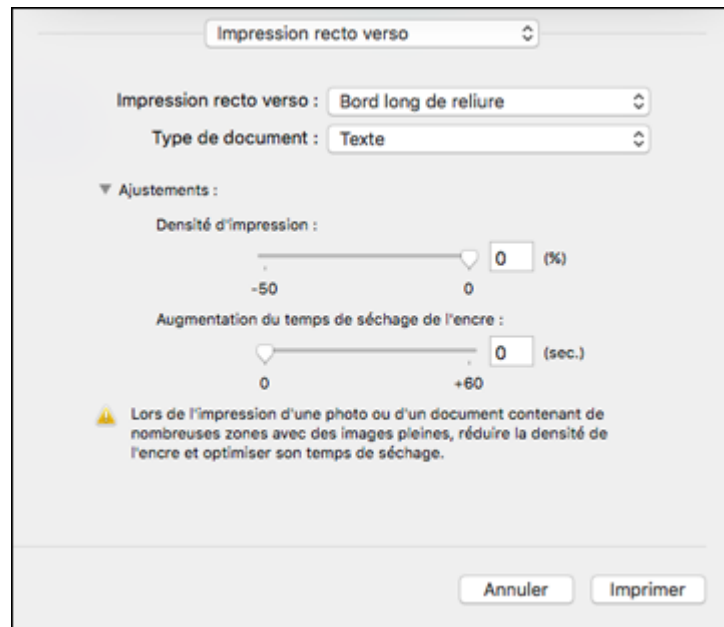 Impression recto verso
Impression recto verso : Bord long de reliure
Type de document : Texte
Ajustements :
Densité d'impression :
0 (%)
-50 0
Augmentation du temps de séchage de l'encre :
0 (sec.)
0 +60
Lors de l'impression d'une photo ou d'un document contenant de
nombreuses zones avec des images pleines, réduire la densité de
l'encre et optimiser son temps de séchage.
Annuler Imprimer